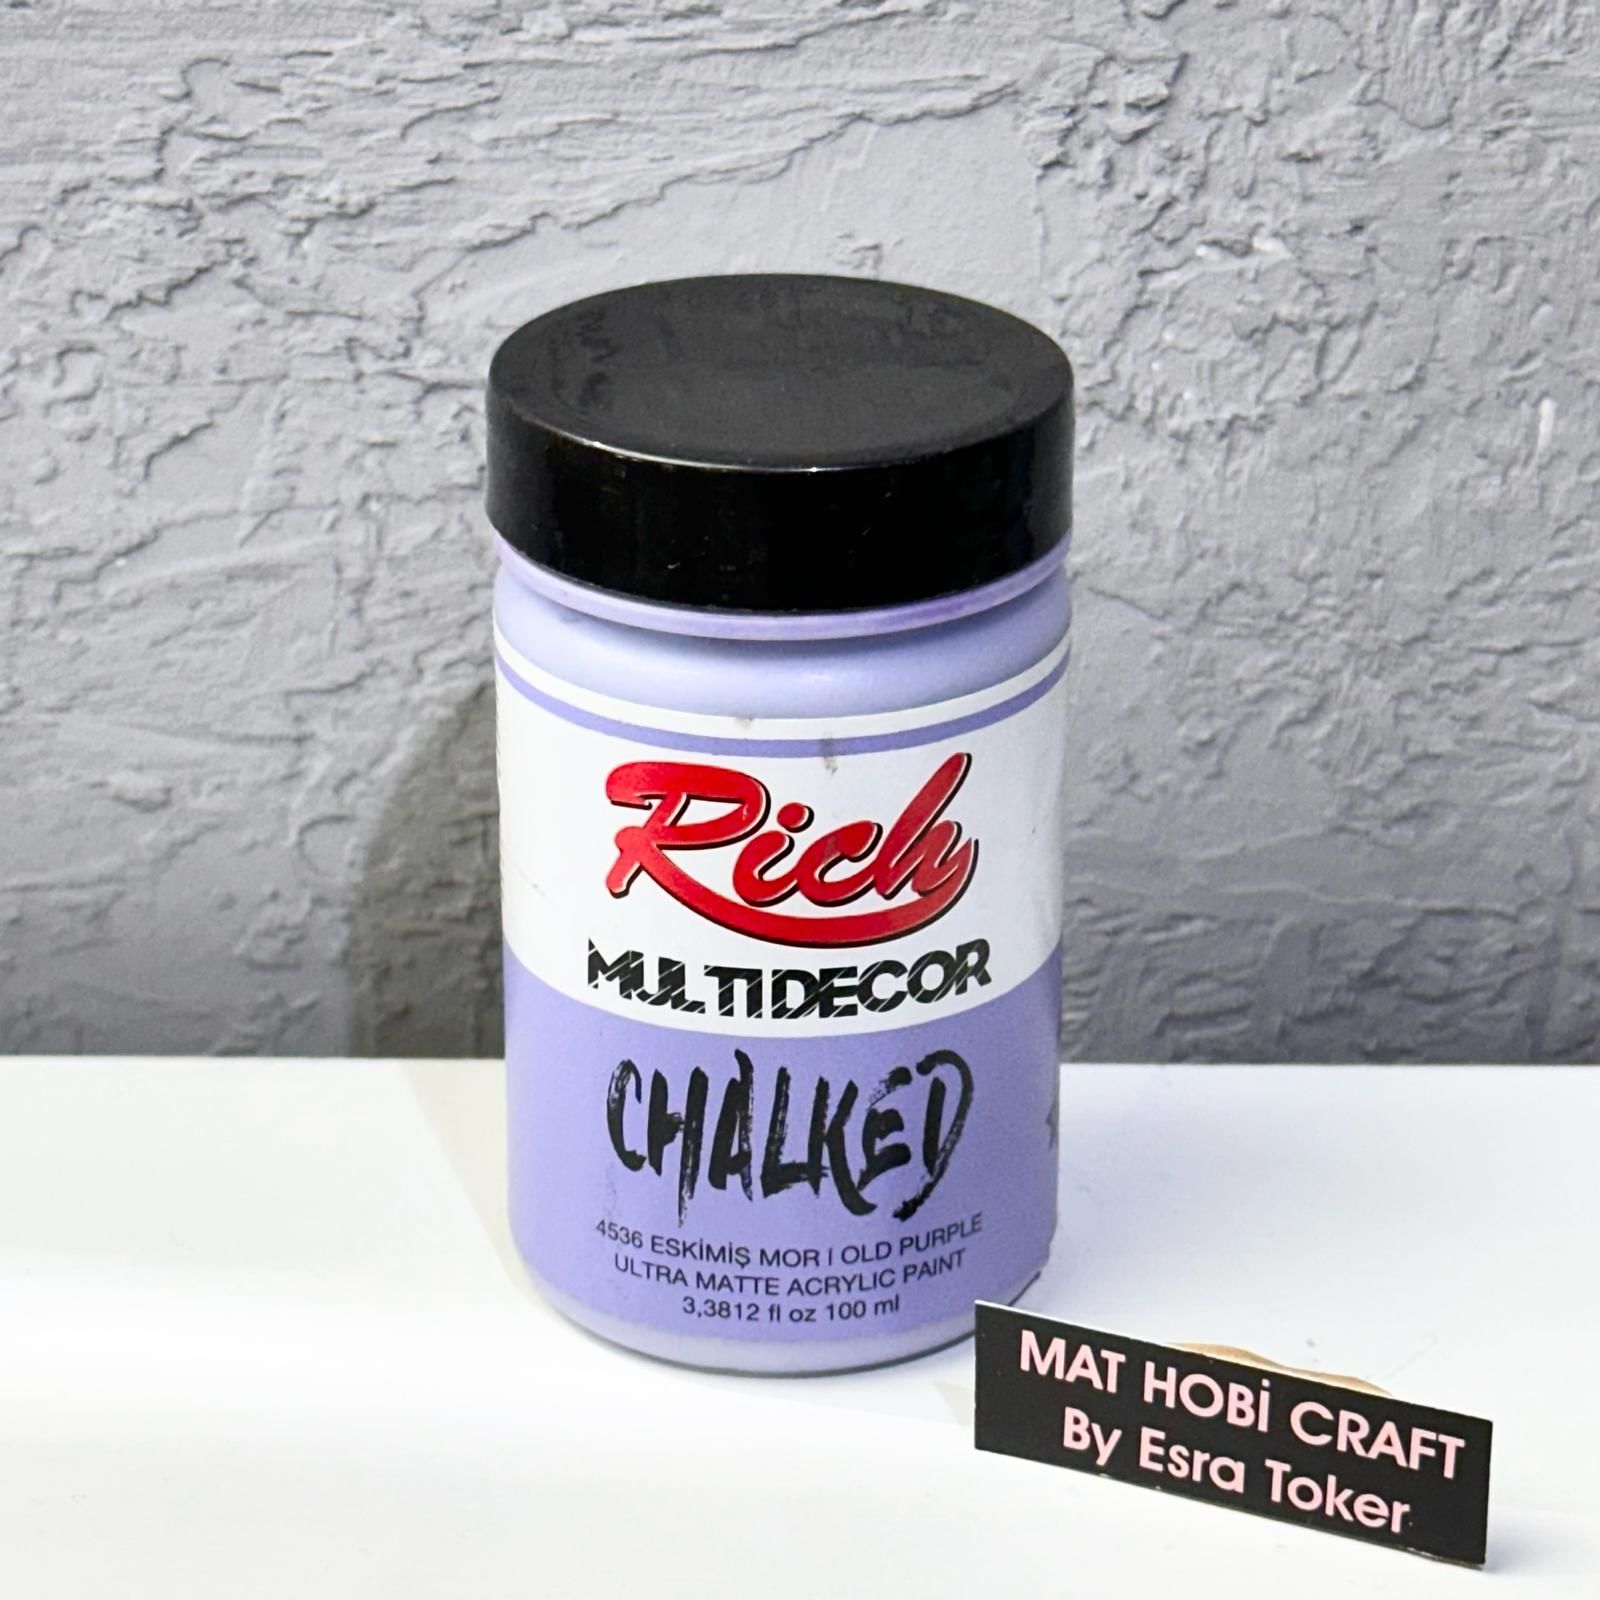 Rich
MULTIDECOR
CHALKED
4536 ESKİMİŞ MOR | OLD PURPLE
ULTRA MATTE ACRYLIC PAINT
3,3812 fl oz 100 ml
MAT HOBİ CRAFT
By Esra Toker